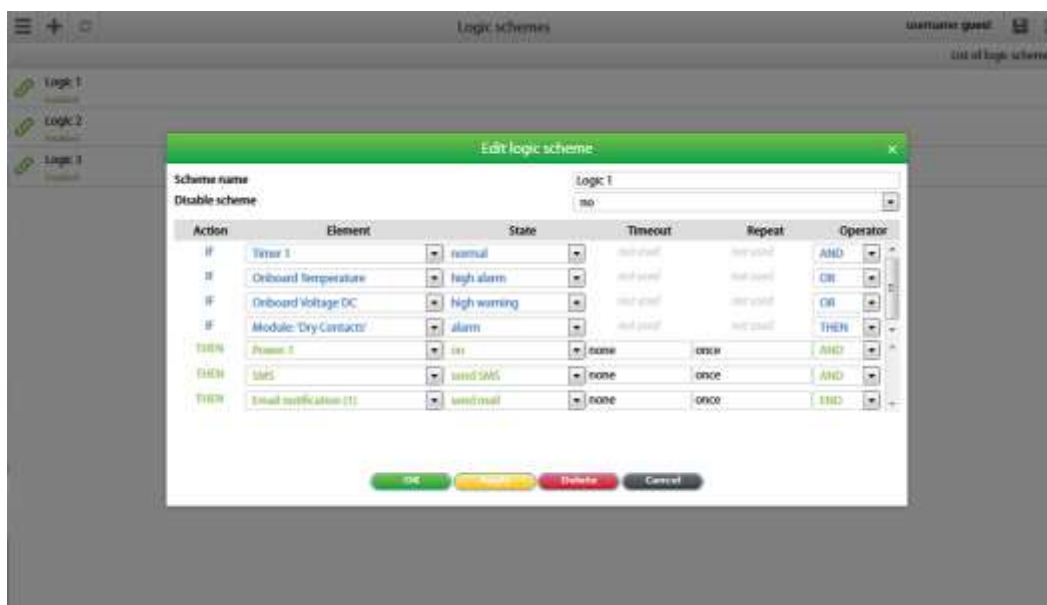 Logic schemes
username: guest
List of logic scheme
Logic 1
Logic 2
Logic 3
Edit logic scheme ×
Scheme name Logic 1
Disable scheme no
Action Element State Timeout Repeat Operator
IF Timer 1 normal not used not used AND
IF Onboard Temperature high alarm not used not used OR
IF Onboard Voltage DC high warning not used not used OR
IF Module: 'Dry Contacts' alarm not used not used THEN
THEN Power 1 on none once AND
THEN SMS send SMS none once AND
THEN Email notification (1) send mail none once END
OK Apply Delete Cancel